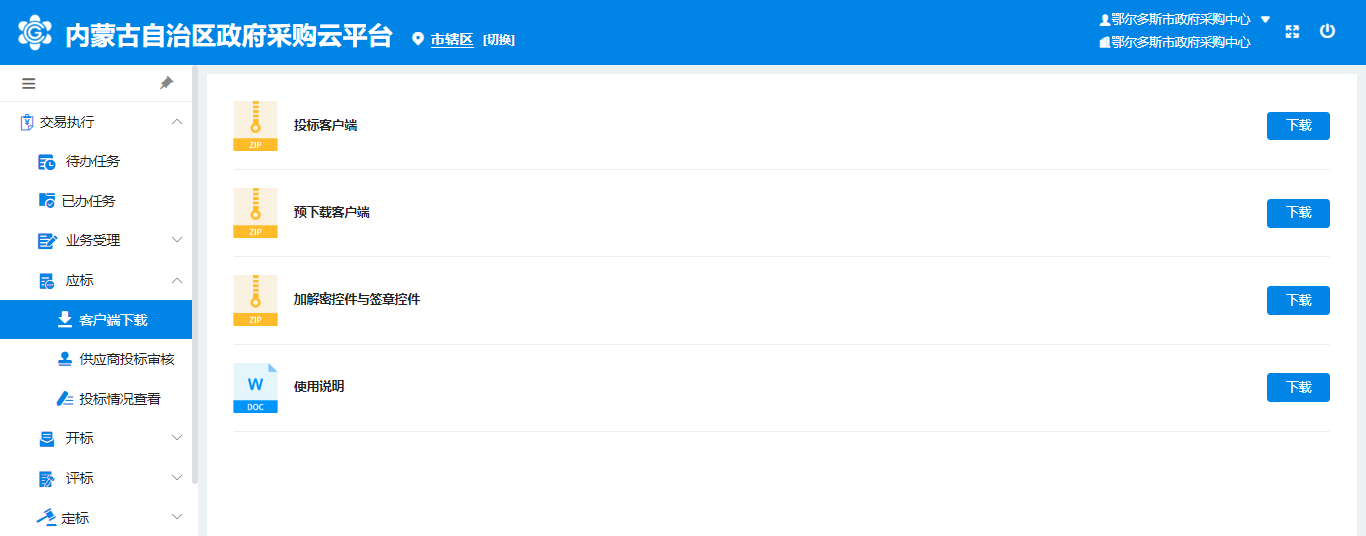 内蒙古自治区政府采购云平台
市辖区 [切换]
鄂尔多斯市政府采购中心
鄂尔多斯市政府采购中心
交易执行
待办任务
已办任务
业务受理
应标
客户端下载
供应商投标审核
投标情况查看
开标
评标
定标
ZIP
投标客户端
下载
ZIP
预下载客户端
下载
ZIP
加解密控件与签章控件
下载
W
DOC
使用说明
下载